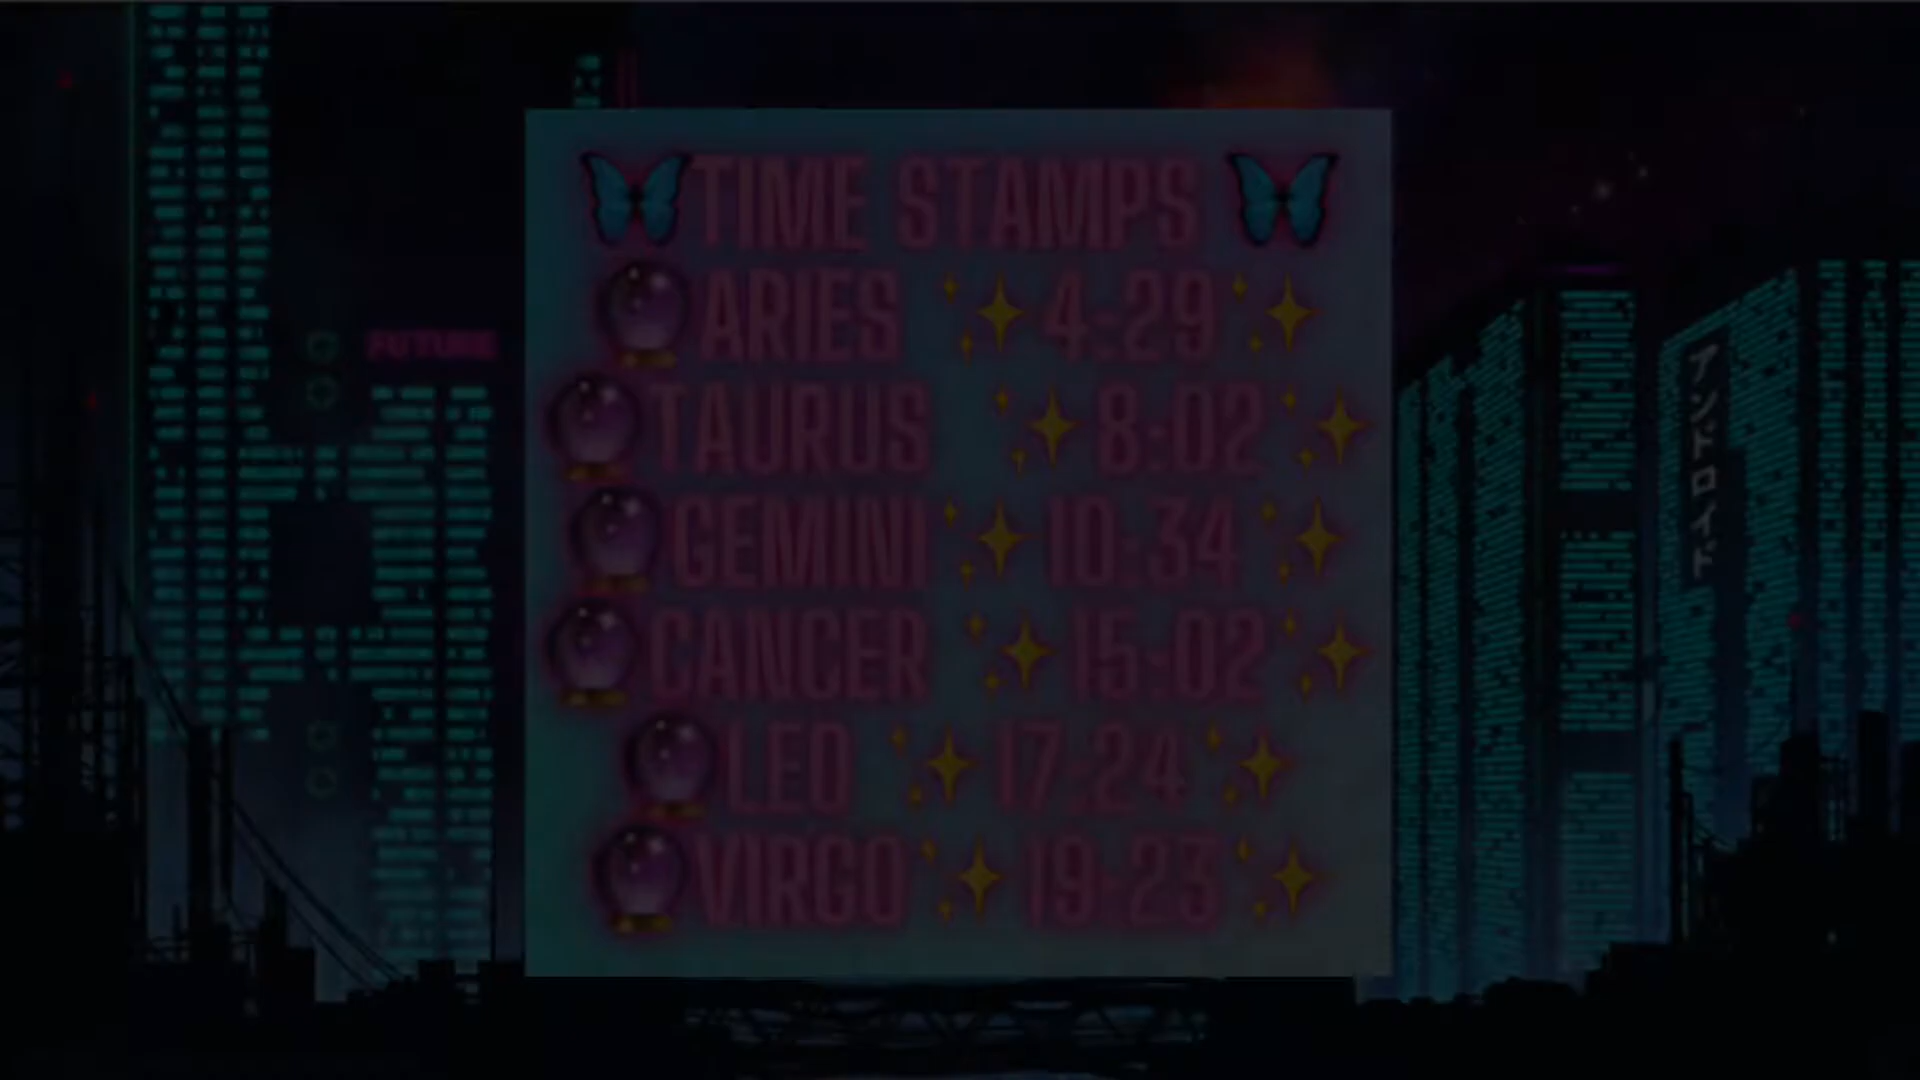 🦋TIME STAMPS 🦋
🔮ARIES ✨4:29✨
🔮TAURUS ✨8:02✨
🔮GEMINI✨10:34✨
🔮CANCER ✨15:02✨
🔮LEO ✨17:24✨
🔮VIRGO✨19:23✨
FUTURE
アンドロイド